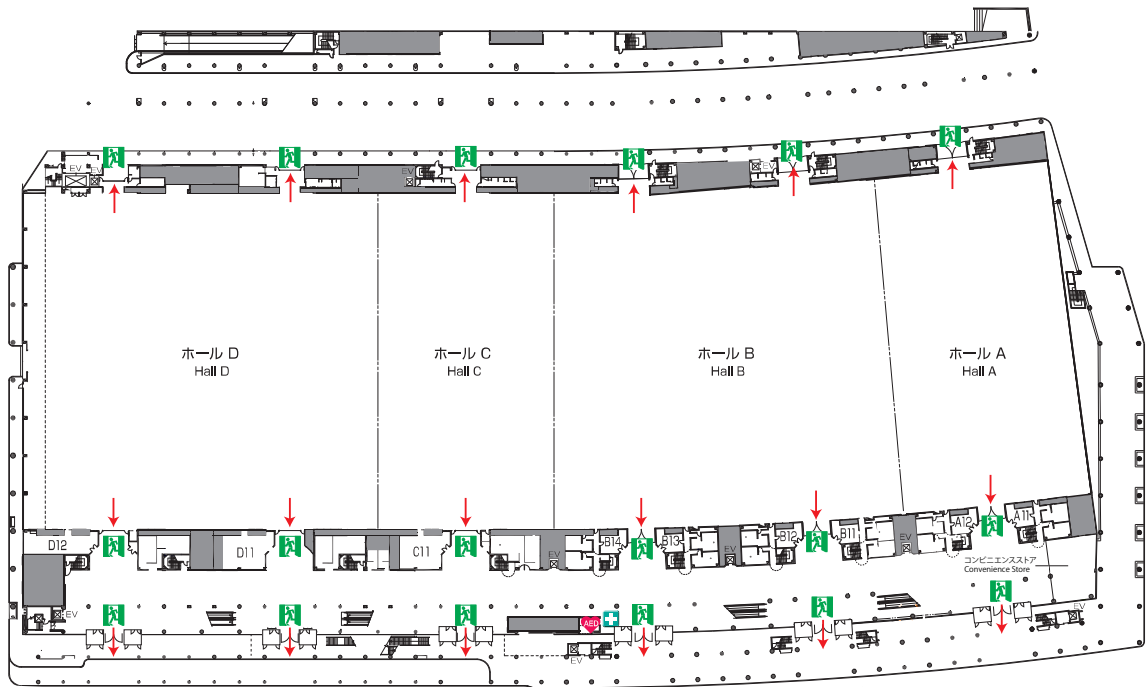 EV
EV
EV
EV
ホール D
Hall D
ホール C
Hall C
ホール B
Hall B
ホール A
Hall A
D12
D11
C11
EV
B14
B13
EV
B12
B11
EV
A12
A11
コンビニエンスストア
Convenience Store
EV
AED
EV
EV